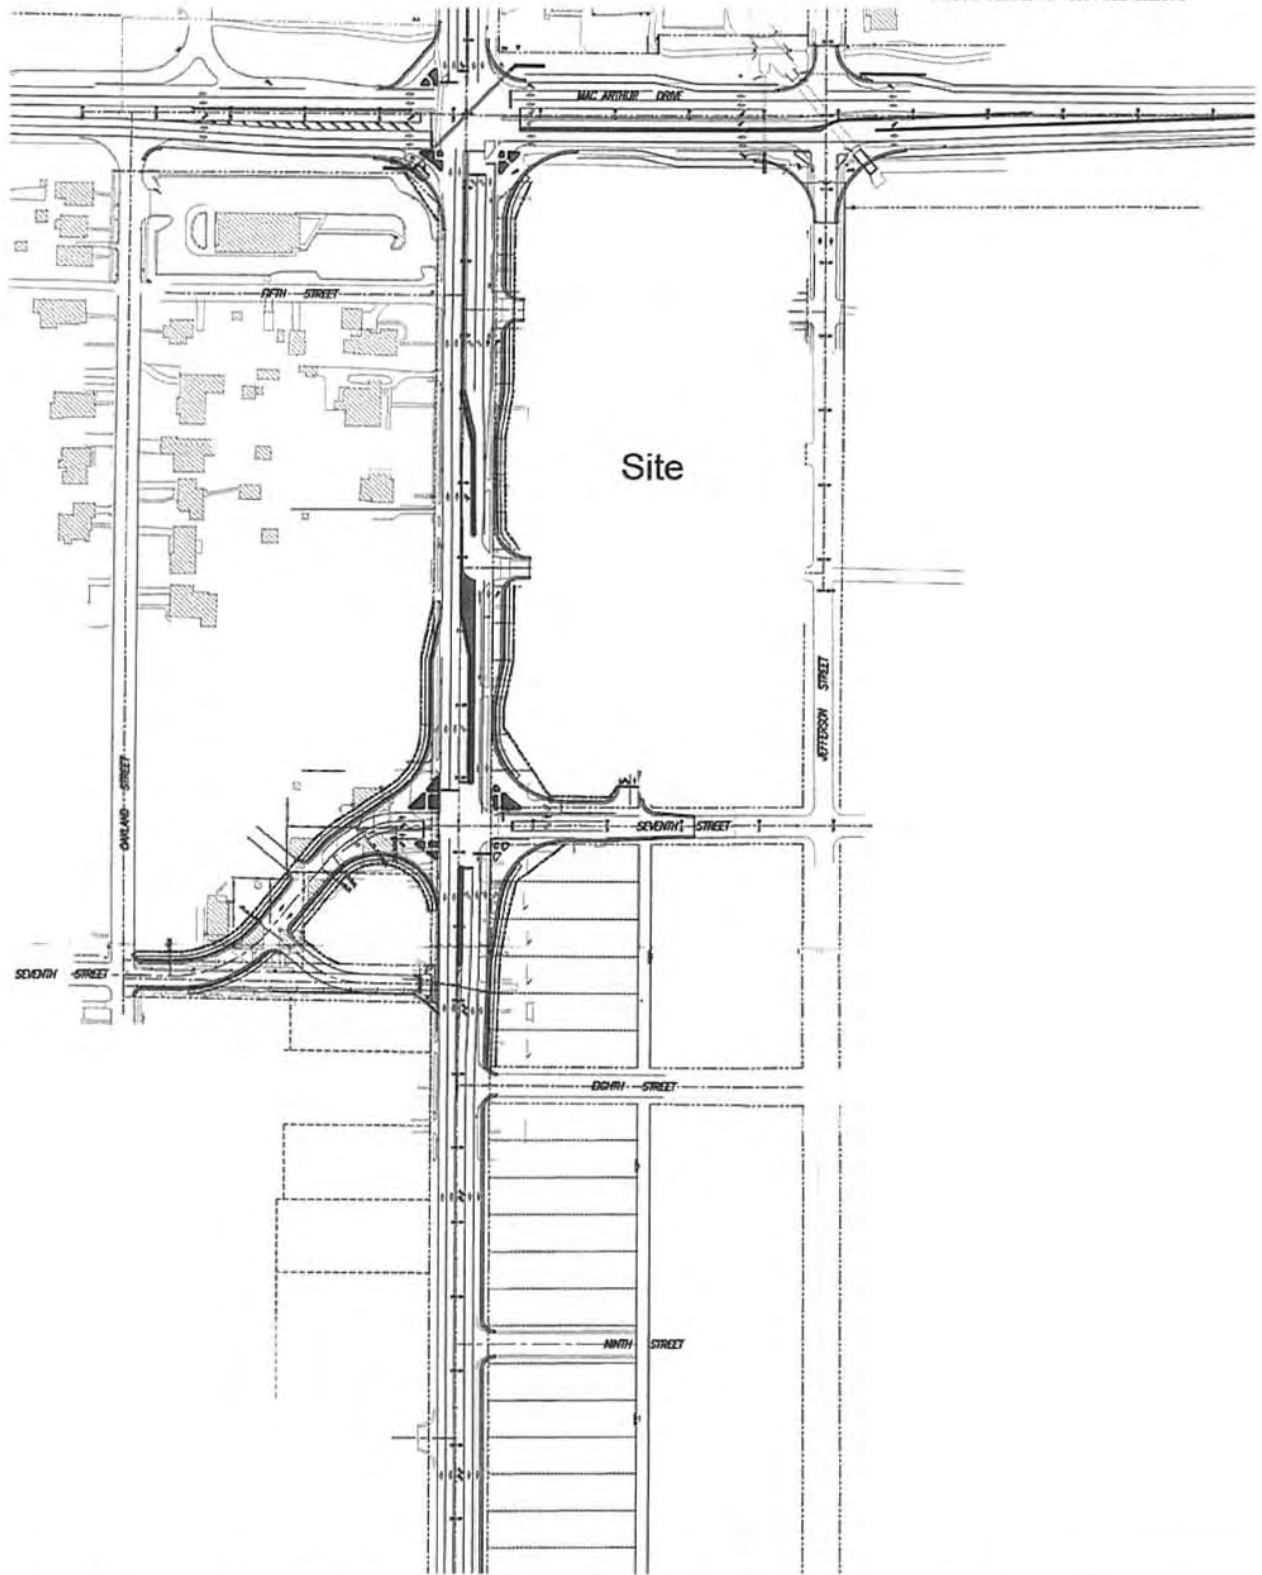 MAC ARTHUR DRIVE
FIFTH STREET
Site
JEFFERSON STREET
OAKLAND STREET
SEVENTH STREET
SEVENTH STREET
EIGHTH STREET
NINTH STREET